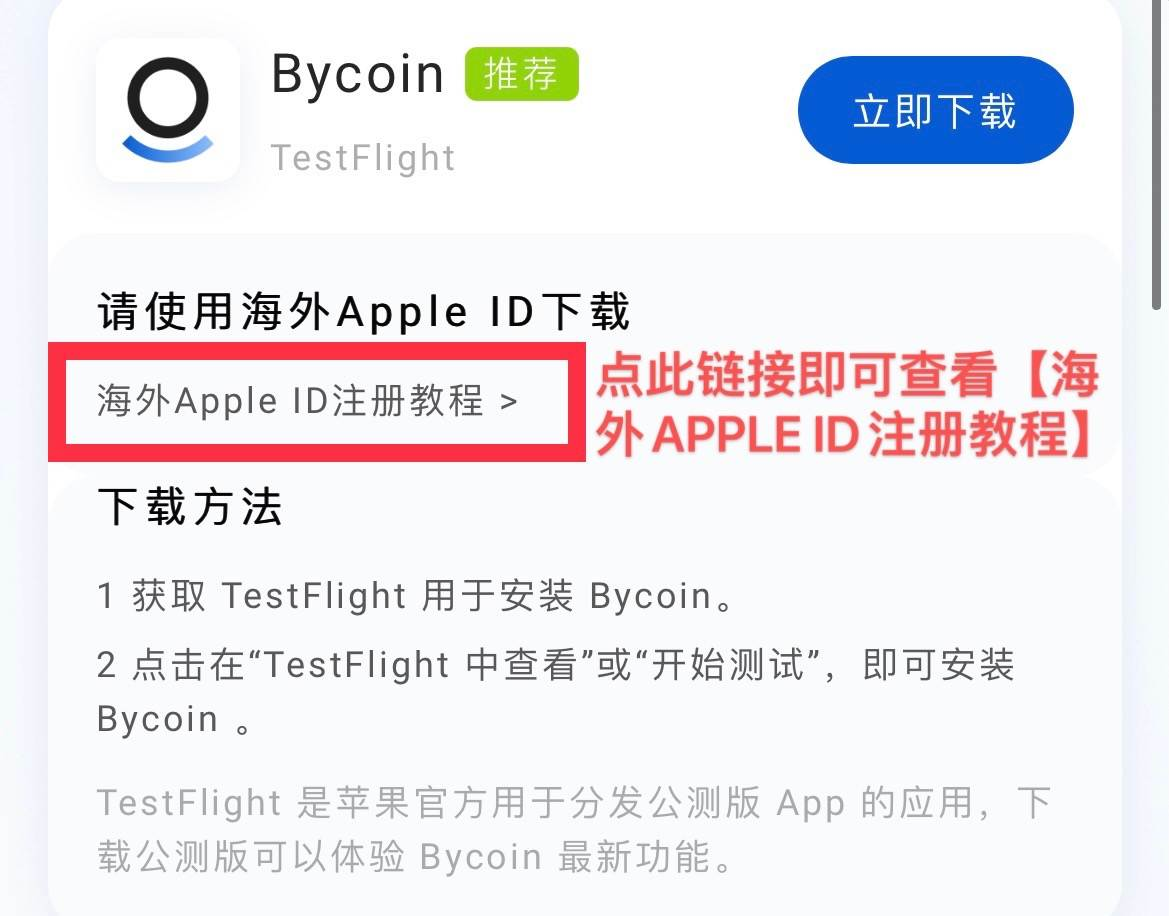 Bycoin 推荐
TestFlight
立即下载
请使用海外Apple ID下载
海外Apple ID注册教程 >
点此链接即可查看【海
外APPLE ID注册教程】
下载方法
1 获取 TestFlight 用于安装 Bycoin。
2 点击在“TestFlight 中查看”或“开始测试”，即可安装
Bycoin 。
TestFlight 是苹果官方用于分发公测版 App 的应用，下
载公测版可以体验 Bycoin 最新功能。